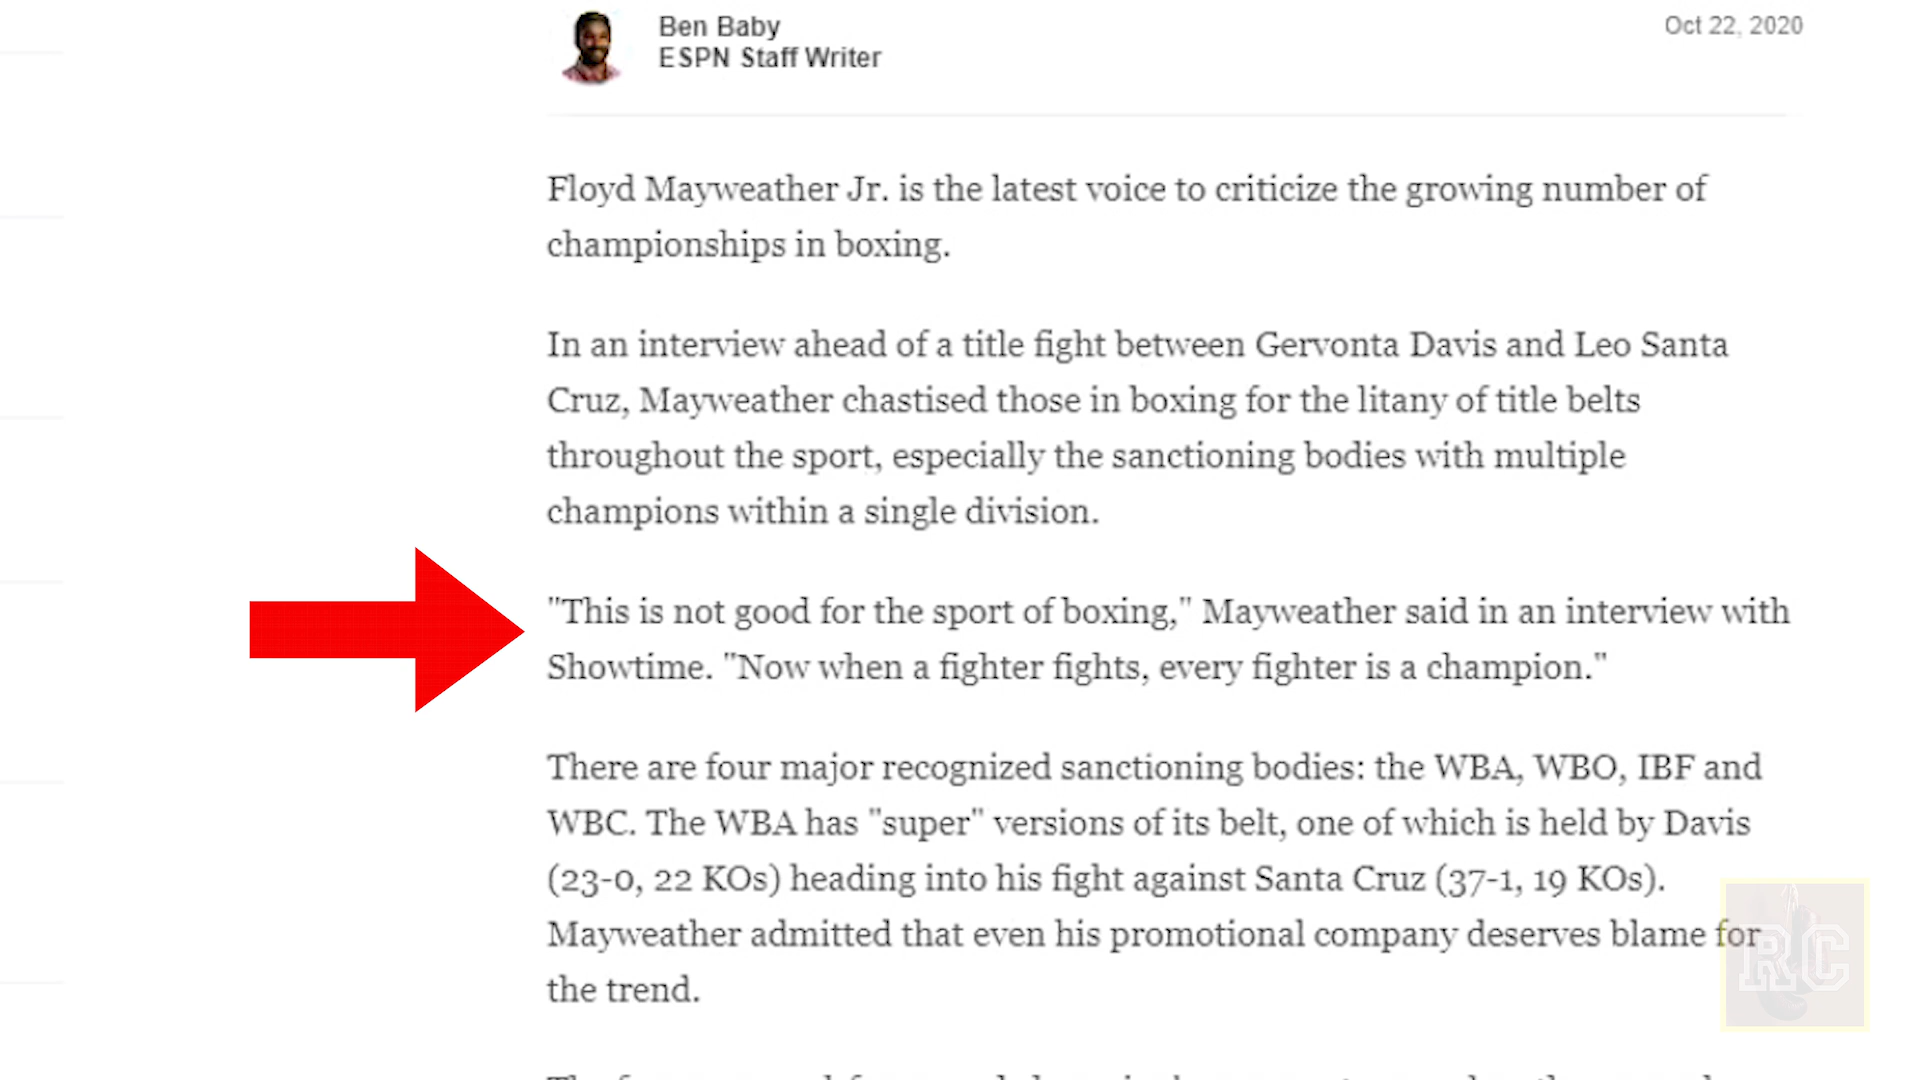 Ben Baby
Oct 22, 2020
ESPN Staff Writer
Floyd Mayweather Jr. is the latest voice to criticize the growing number of
championships in boxing.
In an interview ahead of a title fight between Gervonta Davis and Leo Santa
Cruz, Mayweather chastised those in boxing for the litany of title belts
throughout the sport, especially the sanctioning bodies with multiple
champions within a single division.
"This is not good for the sport of boxing," Mayweather said in an interview with
Showtime. "Now when a fighter fights, every fighter is a champion."
There are four major recognized sanctioning bodies: the WBA, WBO, IBF and
WBC. The WBA has "super" versions of its belt, one of which is held by Davis
(23-0, 22 KOs) heading into his fight against Santa Cruz (37-1, 19 KOs).
Mayweather admitted that even his promotional company deserves blame for
the trend.
RC